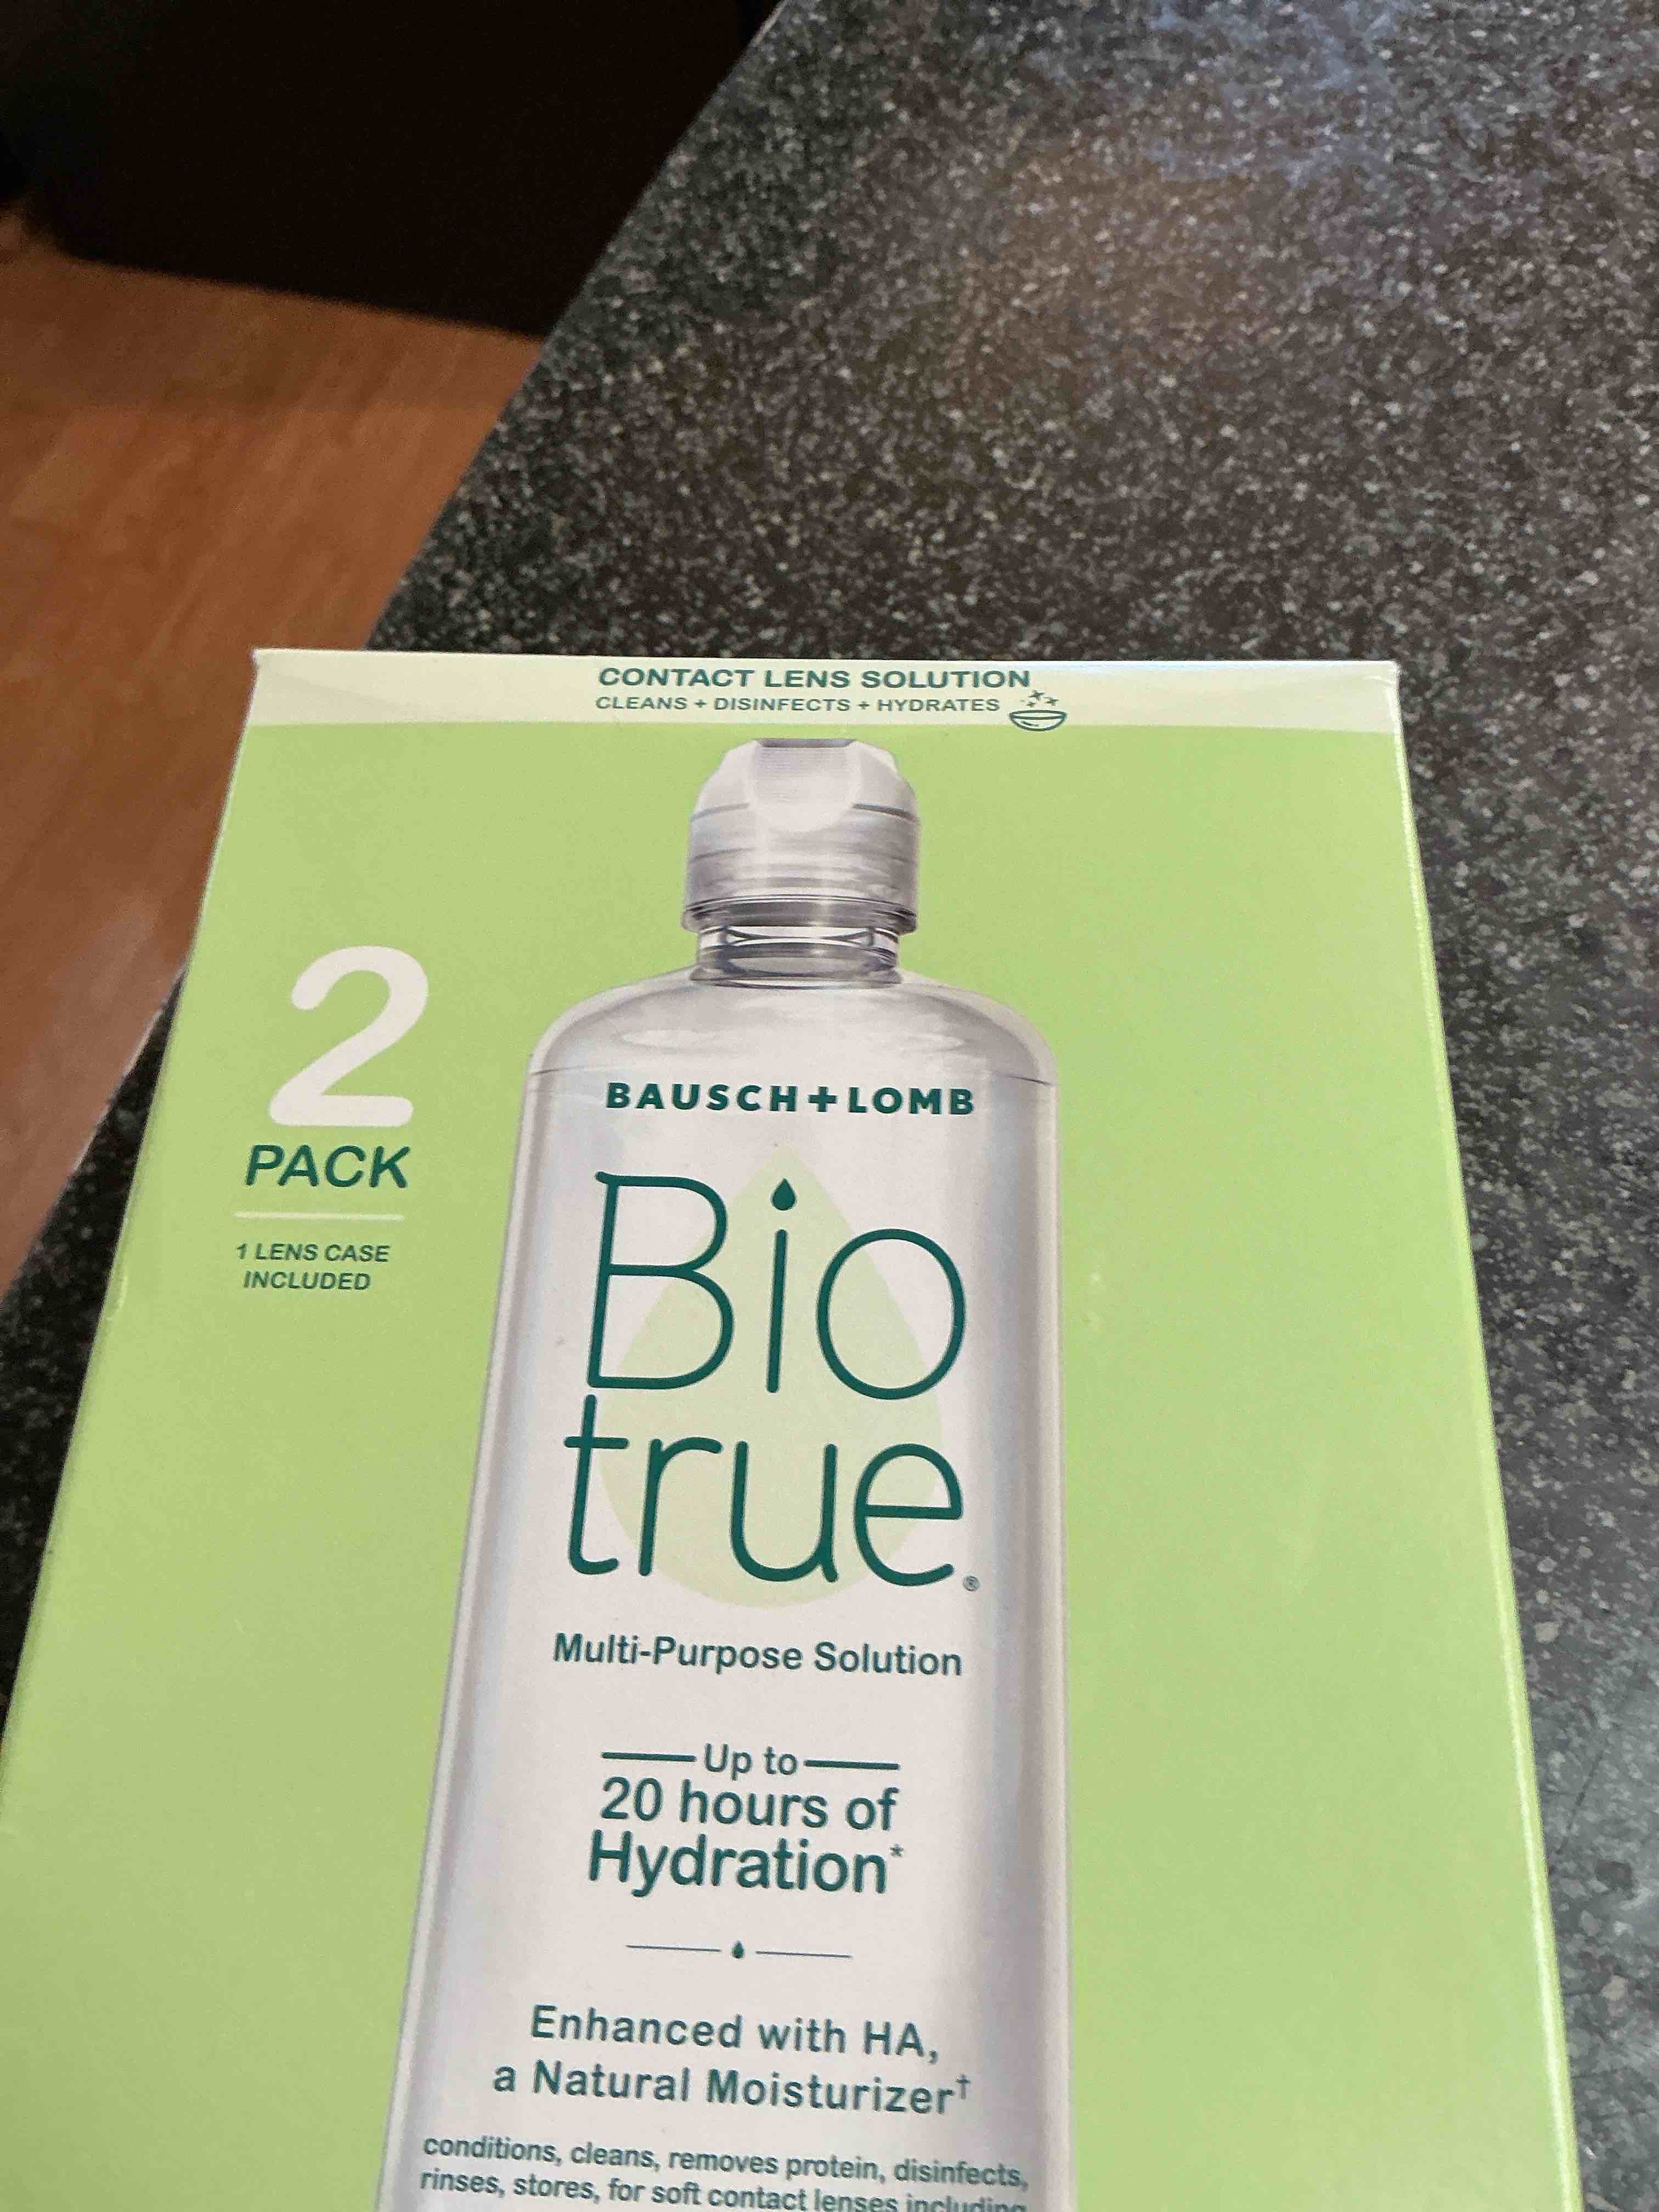 CONTACT LENS SOLUTION
CLEANS + DISINFECTS + HYDRATES
2
PACK
1 LENS CASE
INCLUDED
BAUSCH + LOMB
Bio
true®
Multi-Purpose Solution
Up to
20 hours of
Hydration*
Enhanced with HA,
a Natural Moisturizer†
conditions, cleans, removes protein, disinfects,
rinses, stores, for soft contact lenses including